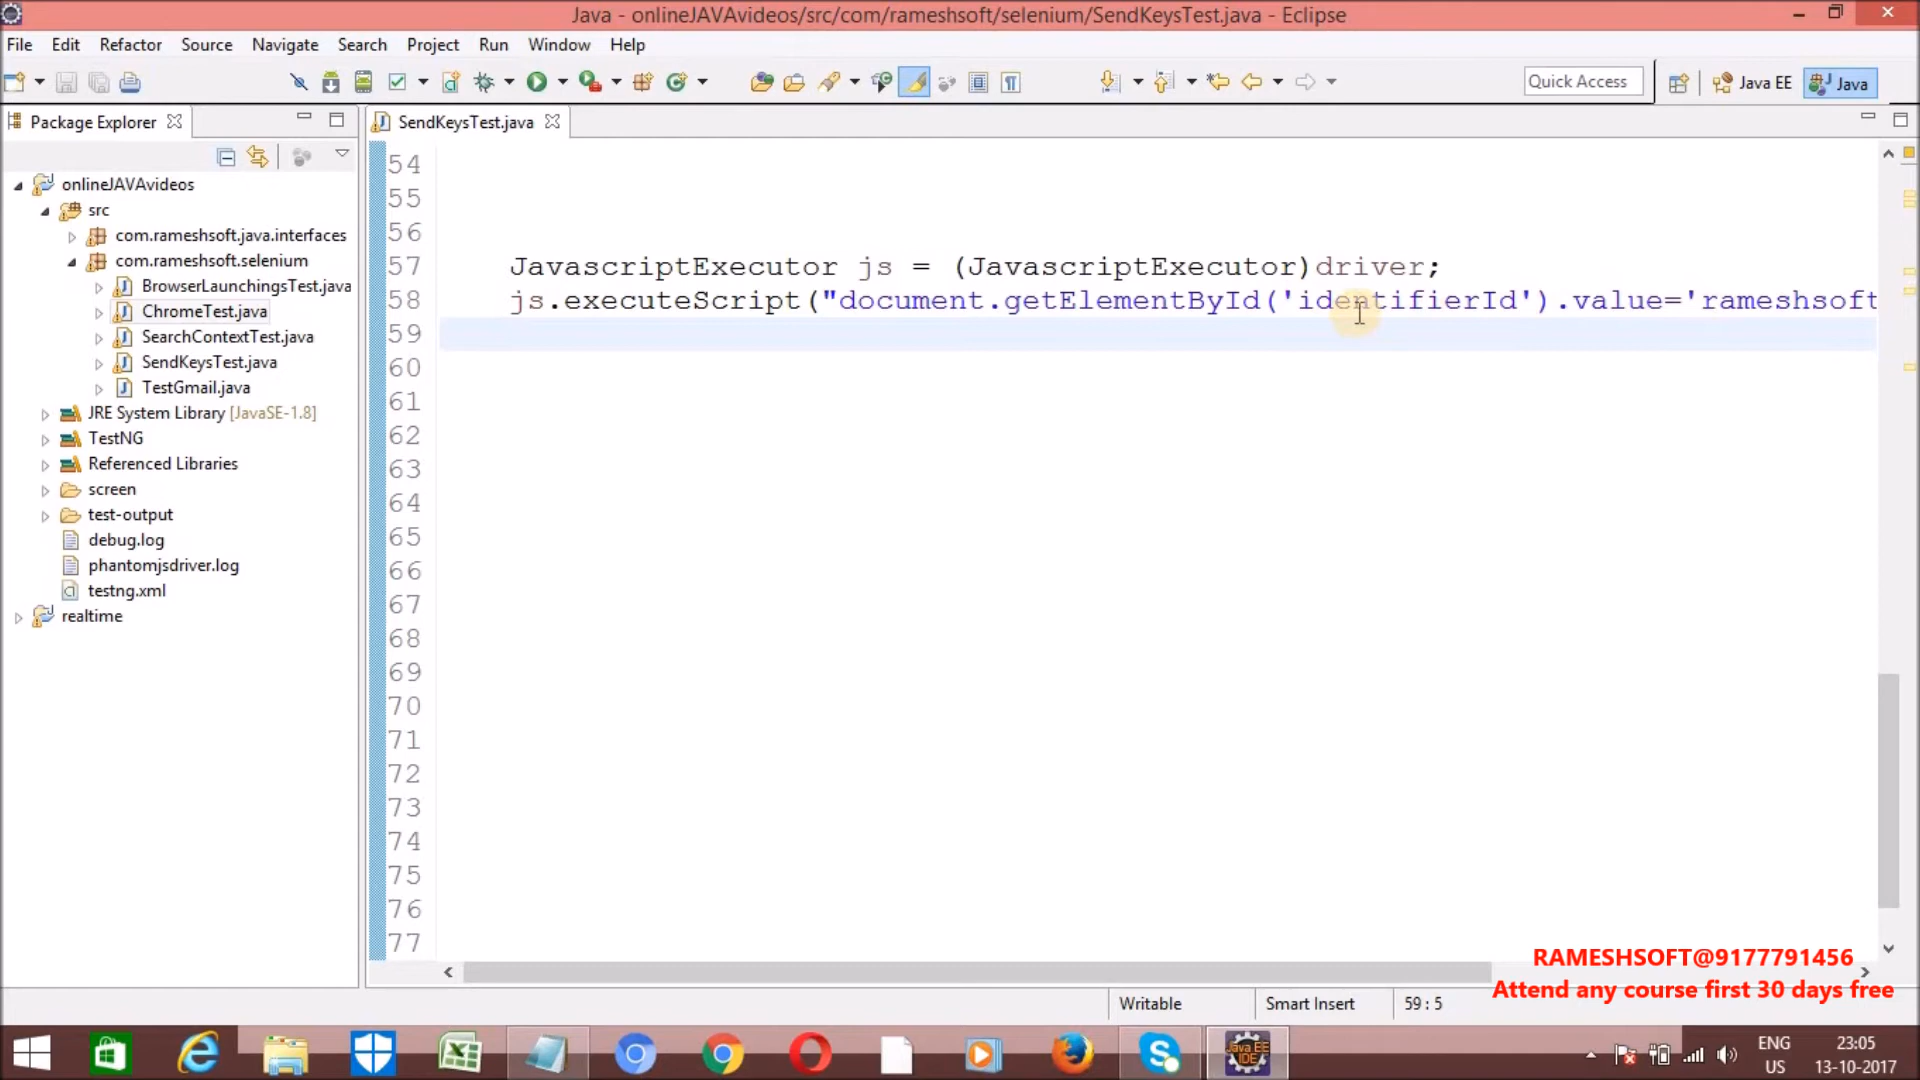 Java - onlineJAVAvideos/src/com/rameshsoft/selenium/SendKeysTest.java - Eclipse
File Edit Refactor Source Navigate Search Project Run Window Help
Quick Access
Java EE
Java
Package Explorer
SendKeysTest.java
onlineJAVAvideos
src
com.rameshsoft.java.interfaces
com.rameshsoft.selenium
BrowserLaunchingsTest.java
ChromeTest.java
SearchContextTest.java
SendKeysTest.java
TestGmail.java
JRE System Library [JavaSE-1.8]
TestNG
Referenced Libraries
screen
test-output
debug.log
phantomjsdriver.log
testng.xml
realtime
54
55
56
57 JavascriptExecutor js = (JavascriptExecutor)driver;
58 js.executeScript("document.getElementById('identifierId').value='rameshsoft
59
60
61
62
63
64
65
66
67
68
69
70
71
72
73
74
75
76
77
RAMESHSOFT@9177791456
Attend any course first 30 days free
Writable
Smart Insert
59 : 5
Java EE
IDE
ENG
US
23:05
13-10-2017